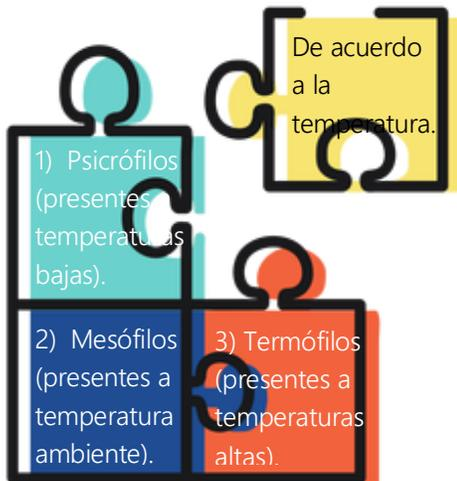 De acuerdo
a la
temperatura.
1) Psicrófilos
(presentes
temperaturas
bajas).
2) Mesófilos
(presentes a
temperatura
ambiente).
3) Termófilos
(presentes a
temperaturas
altas).